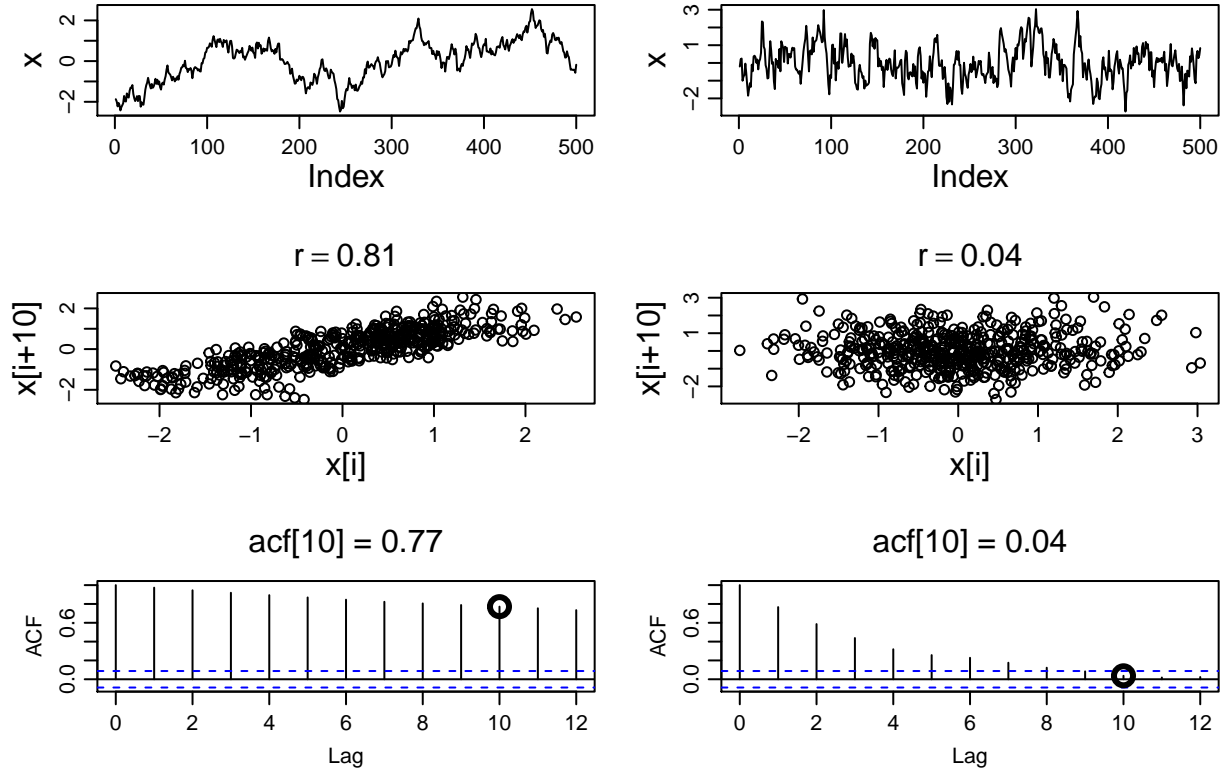 x
−2 0 2
0 100 200 300 400 500
Index
x
−2 1 3
0 100 200 300 400 500
Index
r = 0.81
x[i+10]
−2 0 2
−2 −1 0 1 2
x[i]
r = 0.04
x[i+10]
−2 1 3
−2 −1 0 1 2 3
x[i]
acf[10] = 0.77
ACF
0.0 0.6
0 2 4 6 8 10 12
Lag
acf[10] = 0.04
ACF
0.0 0.6
0 2 4 6 8 10 12
Lag